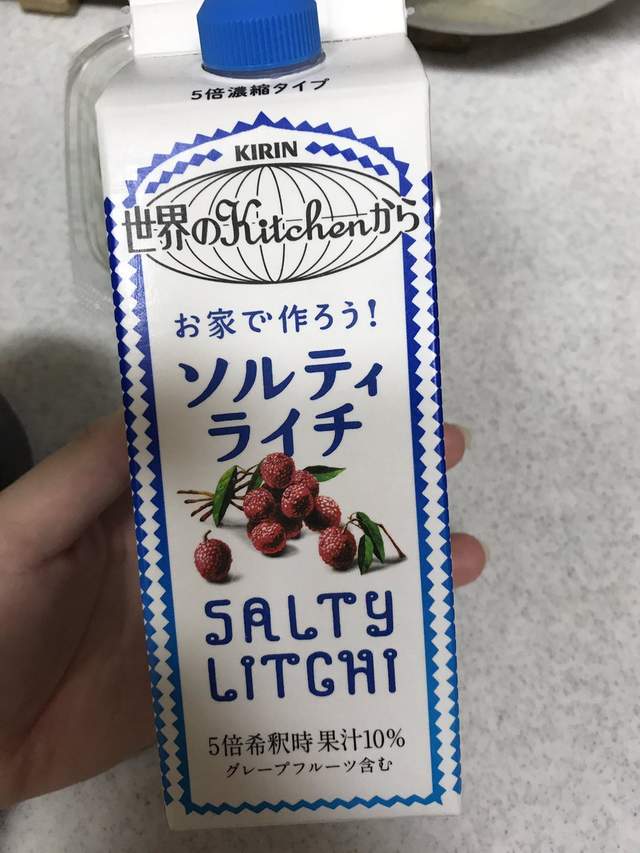 5倍濃縮タイプ
KIRIN
世界のKitchenから
お家で作ろう!
ソルティ
ライチ
SALTY
LITCHI
5倍希釈時 果汁10%
グレープフルーツ含む